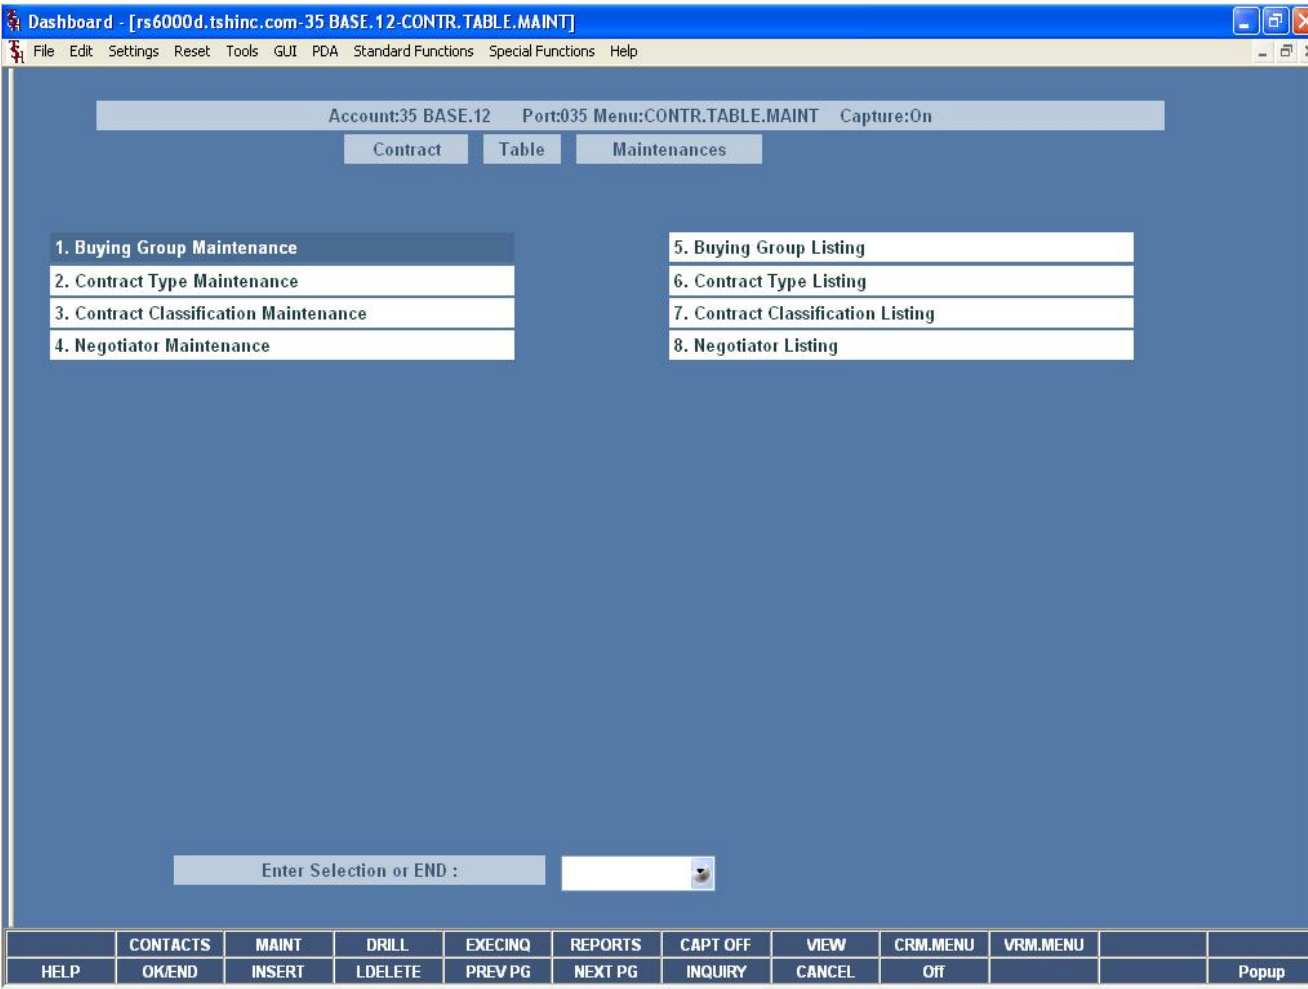 Dashboard - [rs6000d.tshinc.com-35 BASE.12-CONTR.TABLE.MAINT]
File Edit Settings Reset Tools GUI PDA Standard Functions Special Functions Help
Account:35 BASE.12 Port:035 Menu:CONTR.TABLE.MAINT Capture:On
Contract Table Maintenances
1. Buying Group Maintenance
2. Contract Type Maintenance
3. Contract Classification Maintenance
4. Negotiator Maintenance
5. Buying Group Listing
6. Contract Type Listing
7. Contract Classification Listing
8. Negotiator Listing
Enter Selection or END :
CONTACTS MAINT DRILL EXECINQ REPORTS CAPT OFF VIEW CRM.MENU VRM.MENU
HELP OK/END INSERT LDELETE PREV PG NEXT PG INQUIRY CANCEL Off Popup